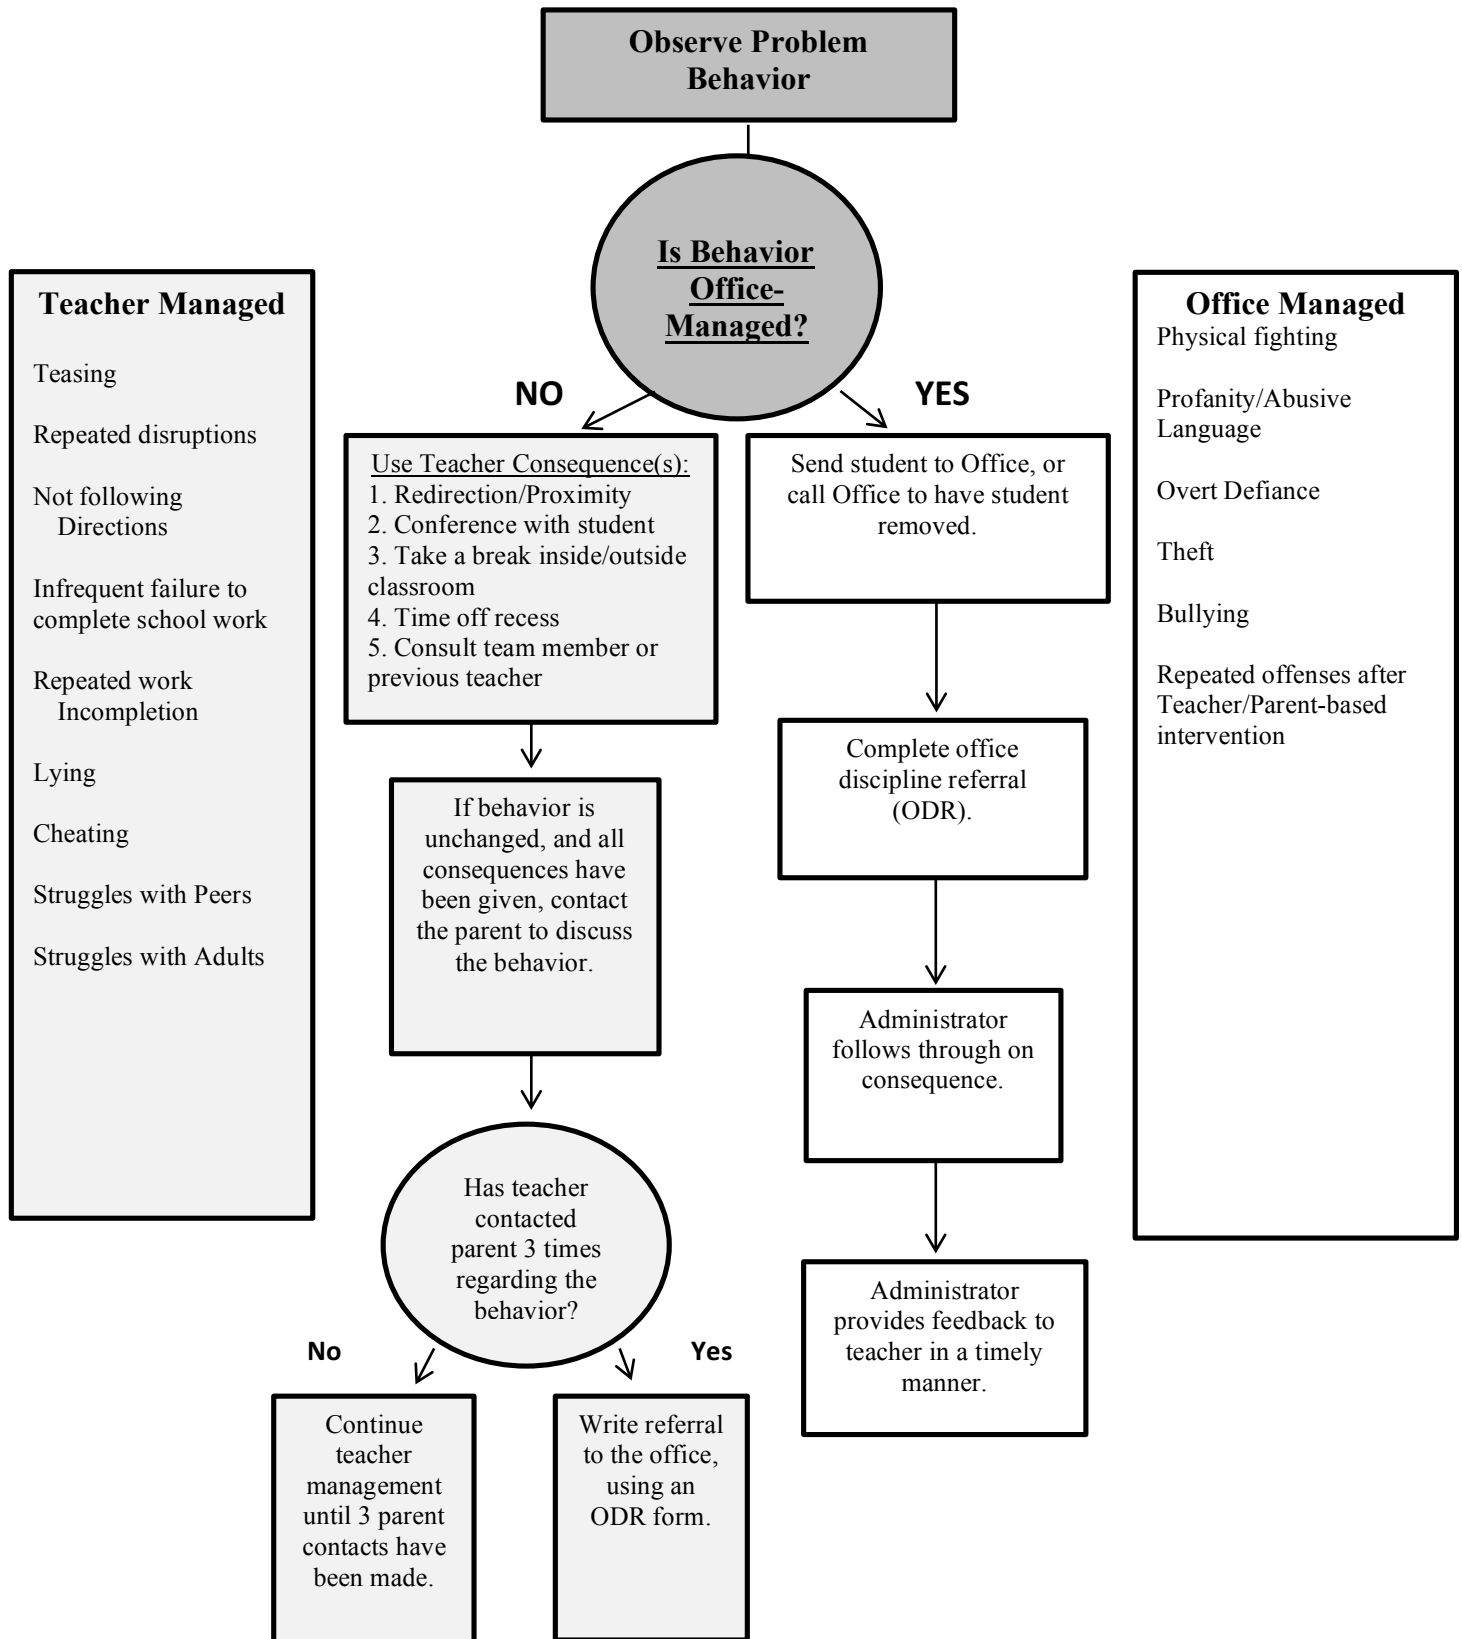 Observe Problem
Behavior
Is Behavior
Office-
Managed?
NO
YES
Teacher Managed
Teasing
Repeated disruptions
Not following
Directions
Infrequent failure to
complete school work
Repeated work
Incompletion
Lying
Cheating
Struggles with Peers
Struggles with Adults
Use Teacher Consequence(s):
1. Redirection/Proximity
2. Conference with student
3. Take a break inside/outside
classroom
4. Time off recess
5. Consult team member or
previous teacher
If behavior is
unchanged, and all
consequences have
been given, contact
the parent to discuss
the behavior.
Has teacher
contacted
parent 3 times
regarding the
behavior?
No
Yes
Continue
teacher
management
until 3 parent
contacts have
been made.
Write referral
to the office,
using an
ODR form.
Send student to Office, or
call Office to have student
removed.
Complete office
discipline referral
(ODR).
Administrator
follows through on
consequence.
Administrator
provides feedback to
teacher in a timely
manner.
Office Managed
Physical fighting
Profanity/Abusive
Language
Overt Defiance
Theft
Bullying
Repeated offenses after
Teacher/Parent-based
intervention